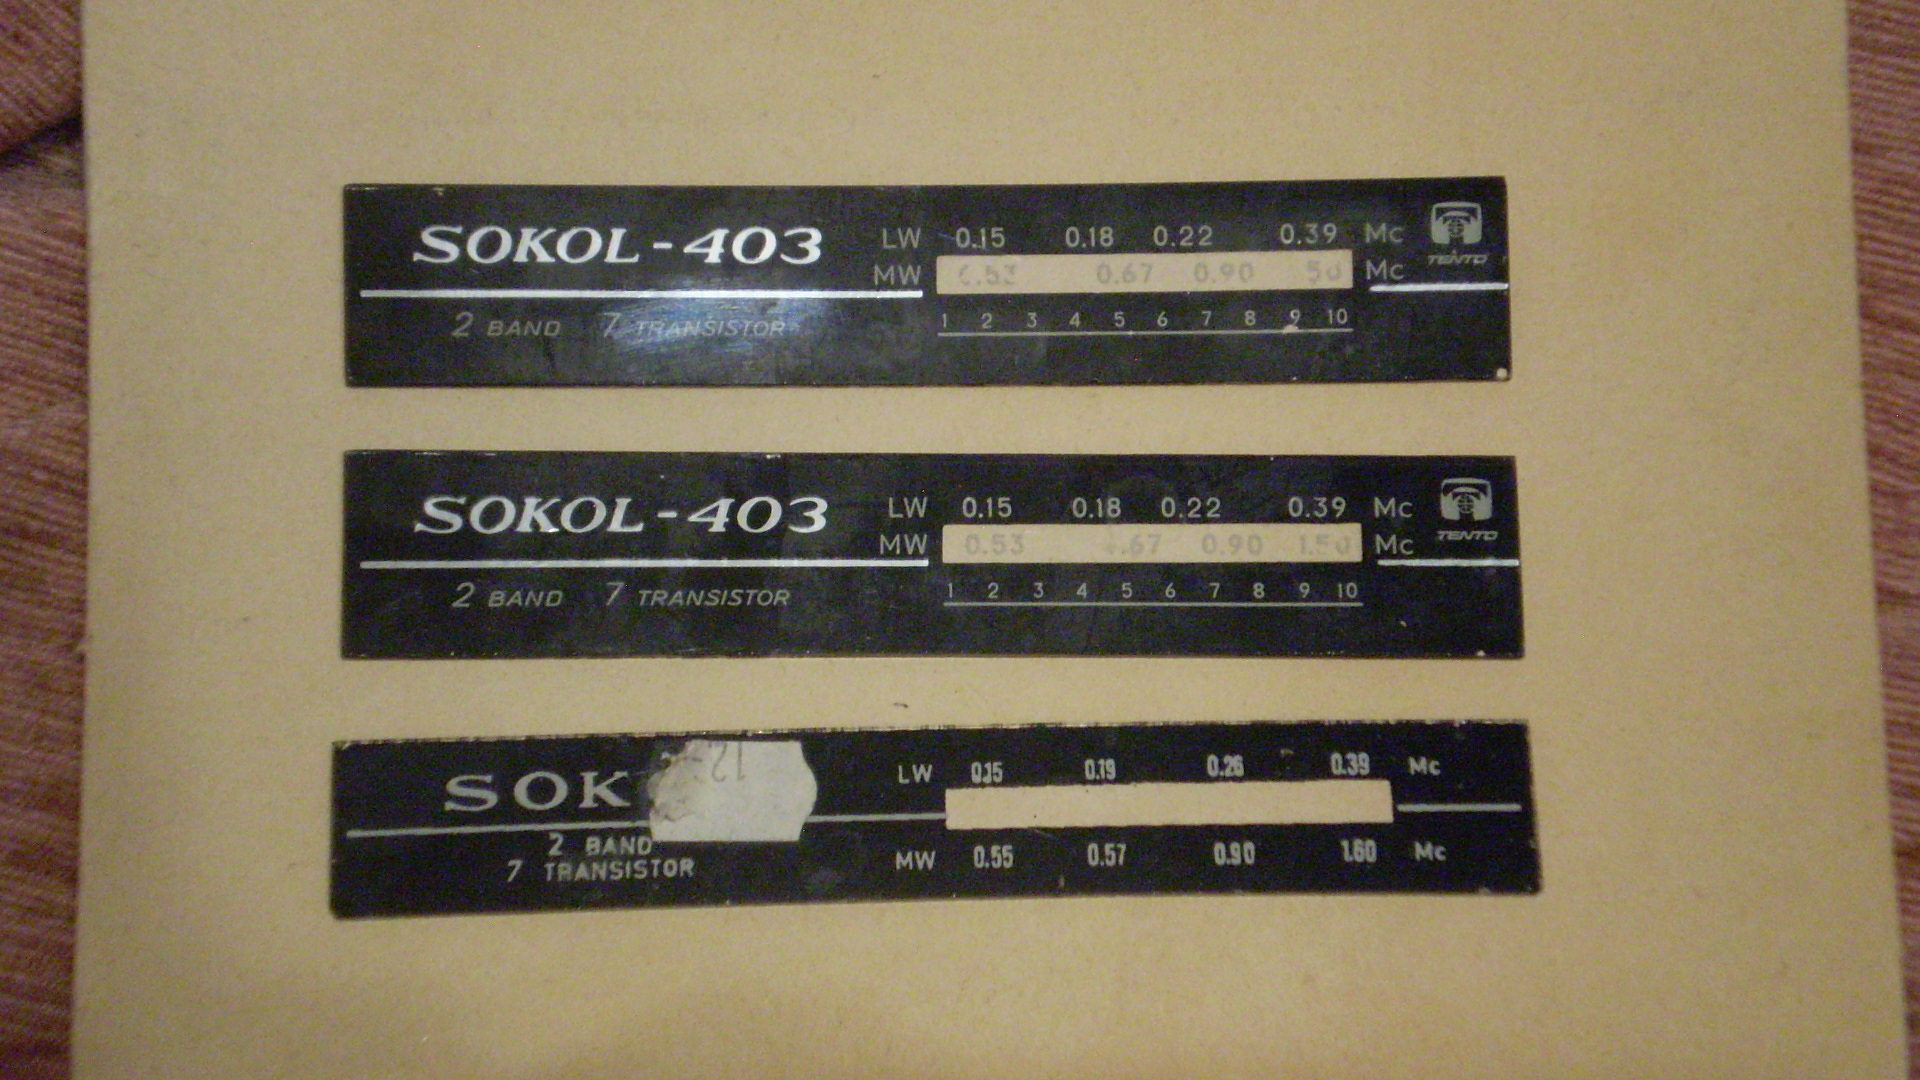 SOKOL-403
LW 0.15 0.18 0.22 0.39 Mc
MW 0.67 0.90 Mc
TENTO
2 BAND 7 TRANSISTOR
1 2 3 4 5 6 7 8 9 10
SOKOL-403
LW 0.15 0.18 0.22 0.39 Mc
MW 0.53 0.90 1.50 Mc
TENTO
2 BAND 7 TRANSISTOR
1 2 3 4 5 6 7 8 9 10
SOK
12
LW 0.15 0.19 0.26 0.39 Mc
2 BAND
7 TRANSISTOR
MW 0.55 0.57 0.90 1.60 Mc